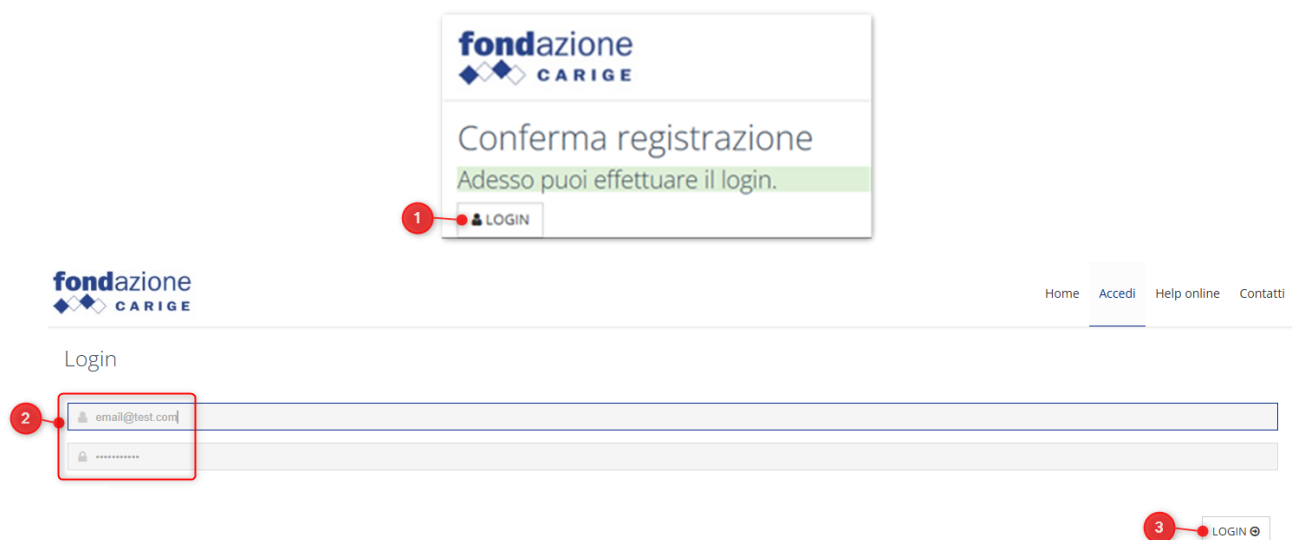 fondazione
CARIGE
Conferma registrazione
Adesso puoi effettuare il login.
1
LOGIN
fondazione
CARIGE
Home Accedi Help online Contatti
Login
2
email@test.com
•••••••••••
3
LOGIN